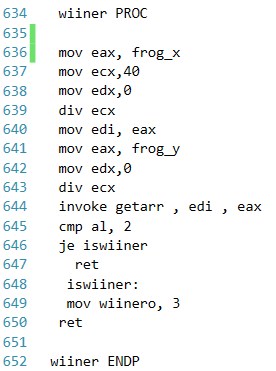 634 wiiner PROC
635
636 mov eax, frog_x
637 mov ecx,40
638 mov edx,0
639 div ecx
640 mov edi, eax
641 mov eax, frog_y
642 mov edx,0
643 div ecx
644 invoke getarr , edi , eax
645 cmp al, 2
646 je iswiiner
647 ret
648 iswiiner:
649 mov wiinero, 3
650 ret
651
652 wiiner ENDP